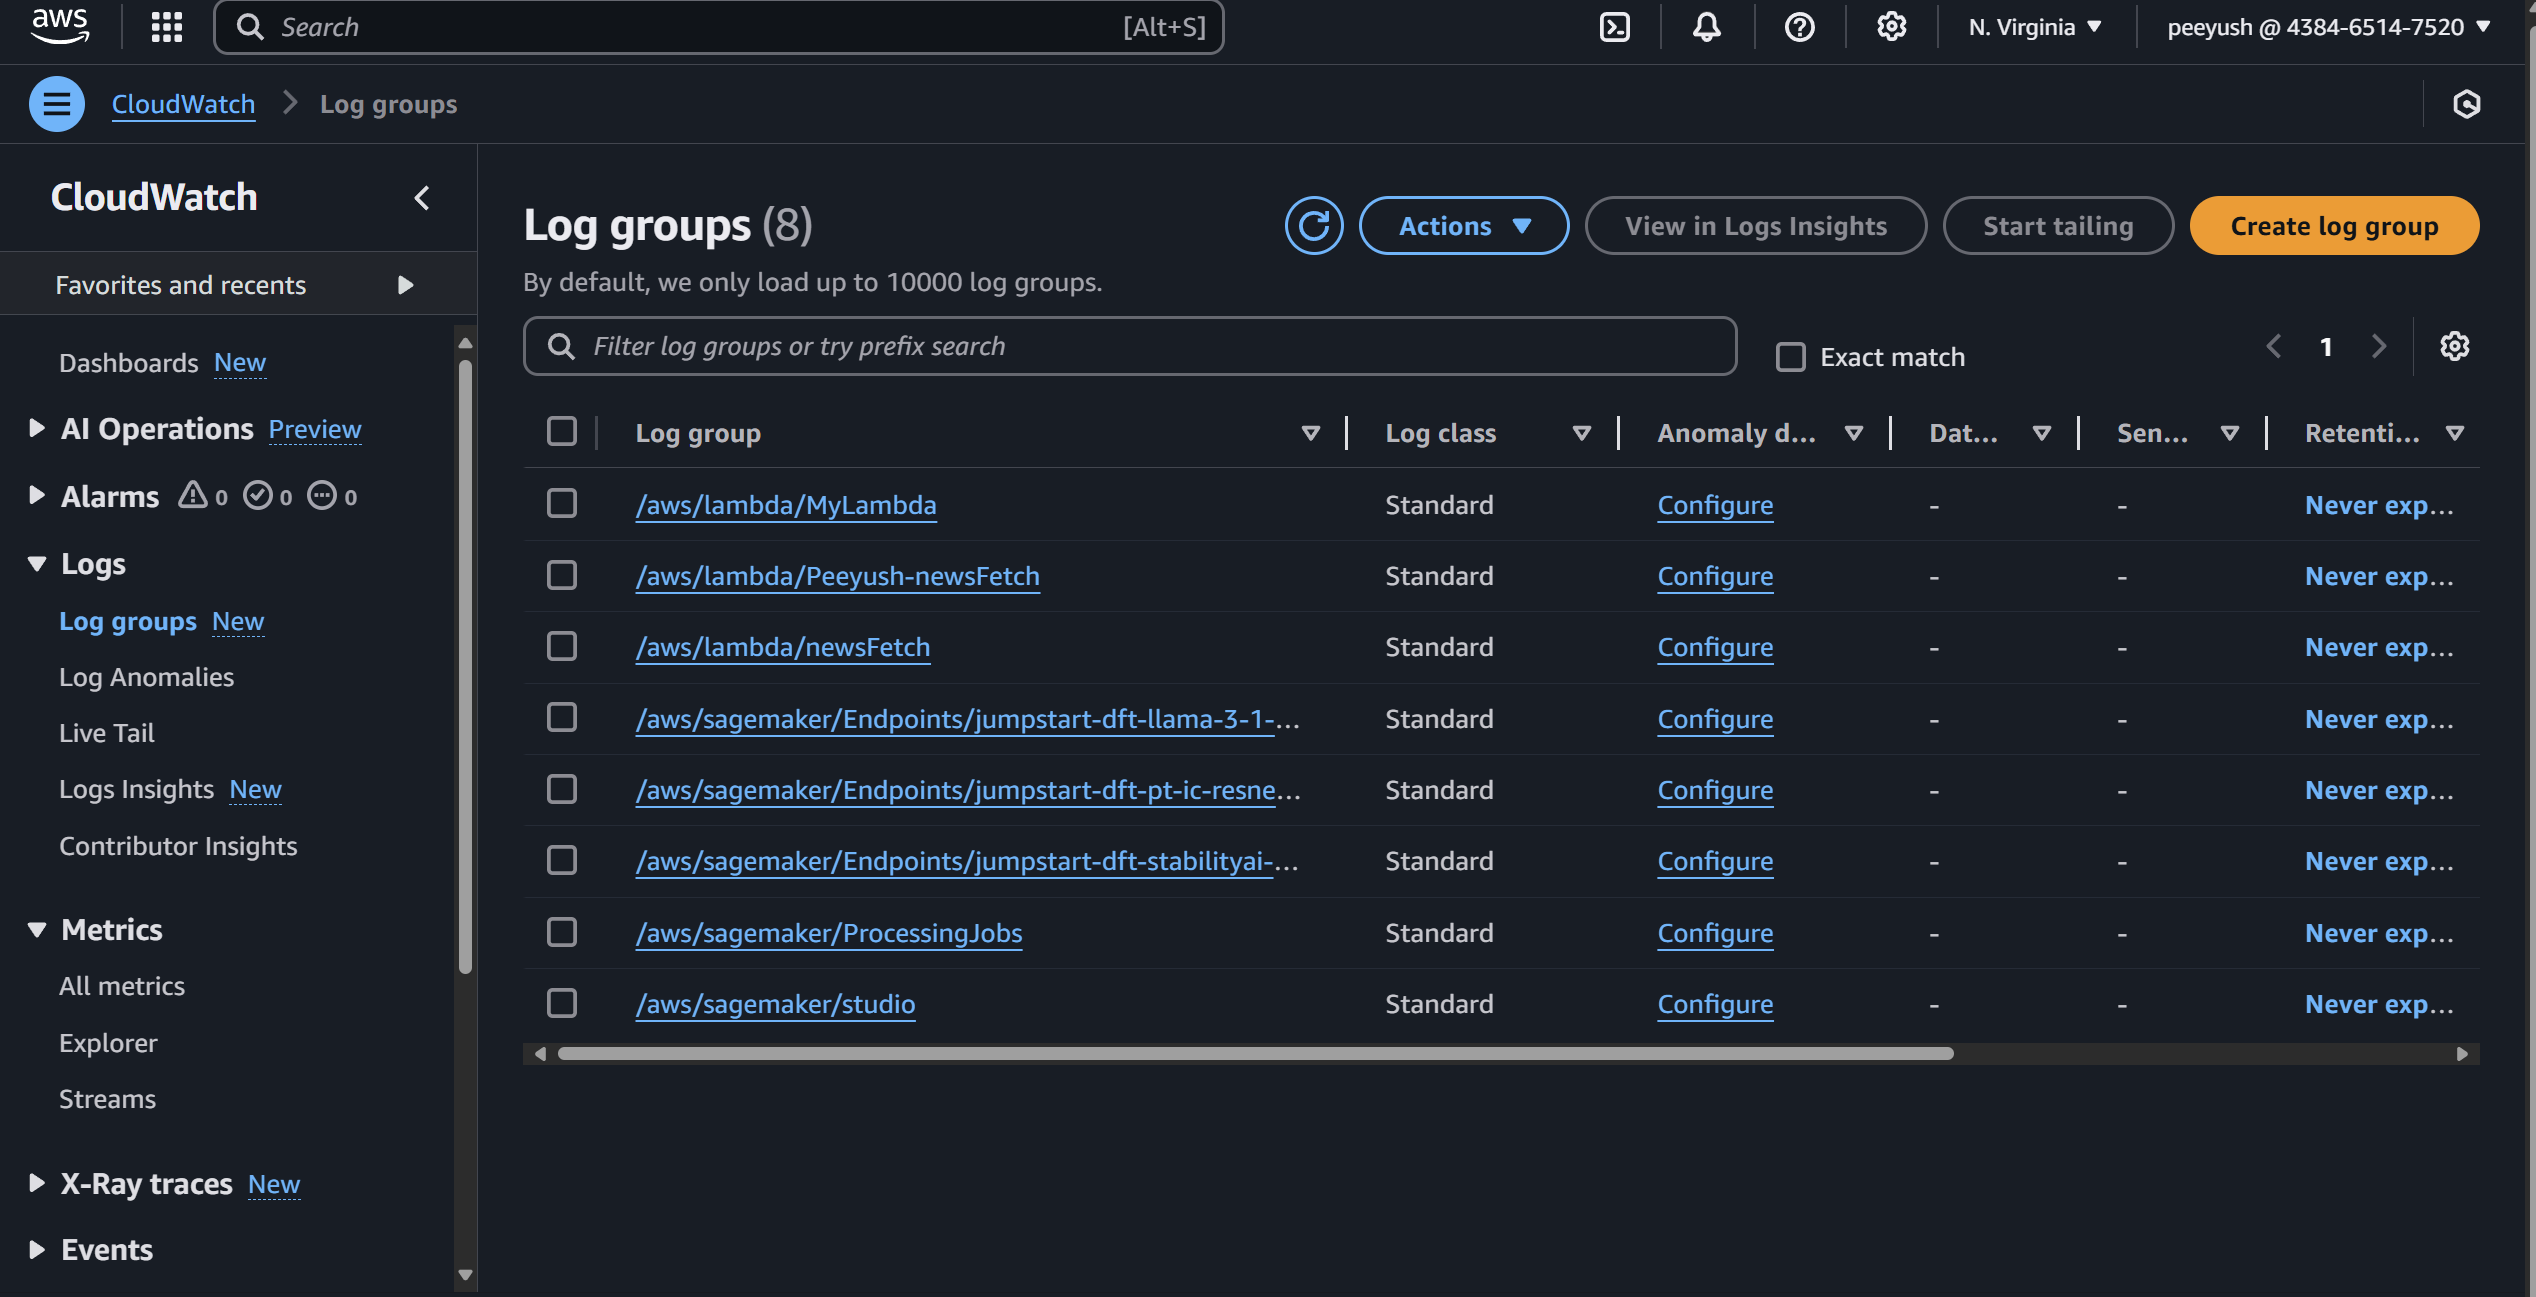 aws
Search [Alt+S]
N. Virginia
peeyush @ 4384-6514-7520
CloudWatch
Log groups
CloudWatch
Favorites and recents
Dashboards New
AI Operations Preview
Alarms 0 0 0
Logs
Log groups New
Log Anomalies
Live Tail
Logs Insights New
Contributor Insights
Metrics
All metrics
Explorer
Streams
X-Ray traces New
Events
Log groups (8)
Actions
View in Logs Insights
Start tailing
Create log group
By default, we only load up to 10000 log groups.
Filter log groups or try prefix search
Exact match
1
Log group Log class Anomaly d... Dat... Sen... Retenti...
/aws/lambda/MyLambda Standard Configure - - Never exp...
/aws/lambda/Peeyush-newsFetch Standard Configure - - Never exp...
/aws/lambda/newsFetch Standard Configure - - Never exp...
/aws/sagemaker/Endpoints/jumpstart-dft-llama-3-1-... Standard Configure - - Never exp...
/aws/sagemaker/Endpoints/jumpstart-dft-pt-ic-resne... Standard Configure - - Never exp...
/aws/sagemaker/Endpoints/jumpstart-dft-stabilityai-... Standard Configure - - Never exp...
/aws/sagemaker/ProcessingJobs Standard Configure - - Never exp...
/aws/sagemaker/studio Standard Configure - - Never exp...